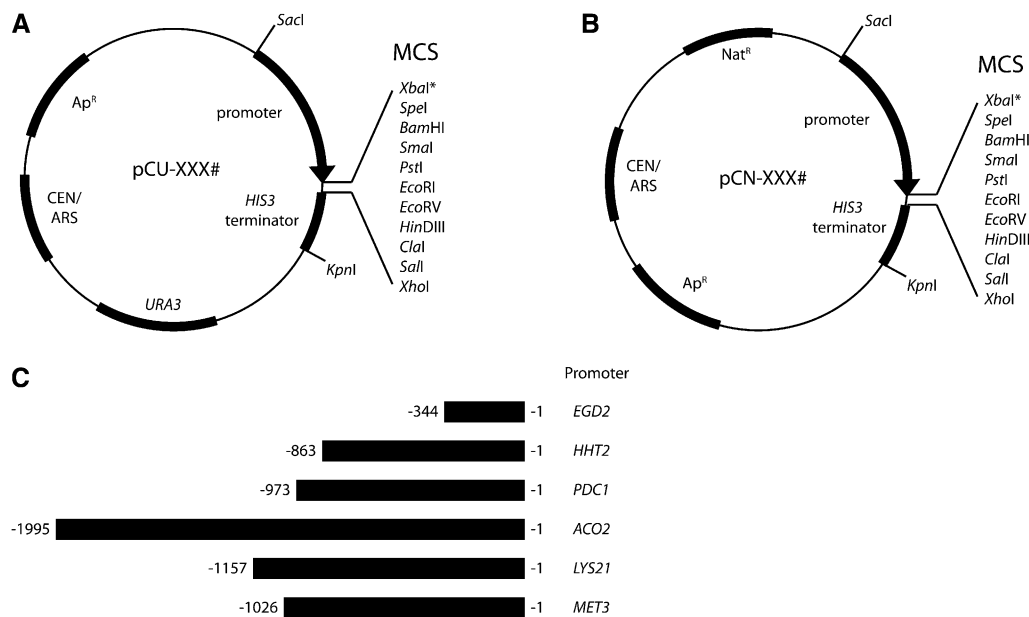 A
SacI
MCS
XbaI*
SpeI
BamHI
SmaI
PstI
EcoRI
EcoRV
HinDIII
ClaI
SalI
XhoI
Ap^R
promoter
pCU-XXX#
CEN/
ARS
HIS3
terminator
KpnI
URA3
B
SacI
MCS
XbaI*
SpeI
BamHI
SmaI
PstI
EcoRI
EcoRV
HinDIII
ClaI
SalI
XhoI
Nat^R
promoter
CEN/
ARS
pCN-XXX#
HIS3
terminator
KpnI
Ap^R
C
Promoter
-344 -1 EGD2
-863 -1 HHT2
-973 -1 PDC1
-1995 -1 ACO2
-1157 -1 LYS21
-1026 -1 MET3